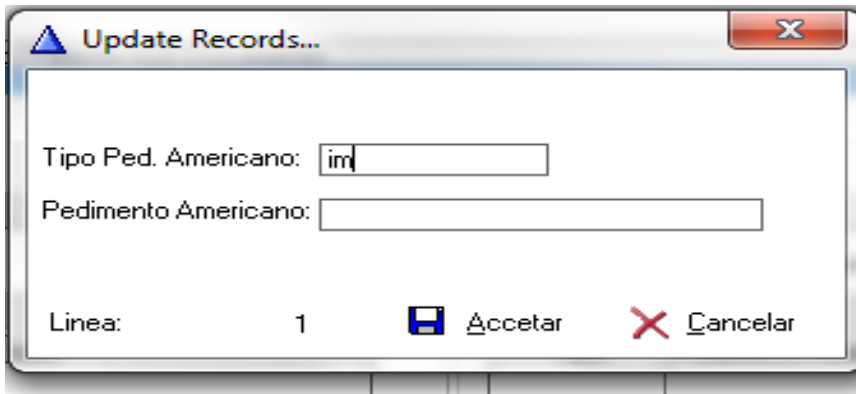 Update Records...
Tipo Ped. Americano: im
Pedimento Americano:
Linea: 1 Accetar Cancelar